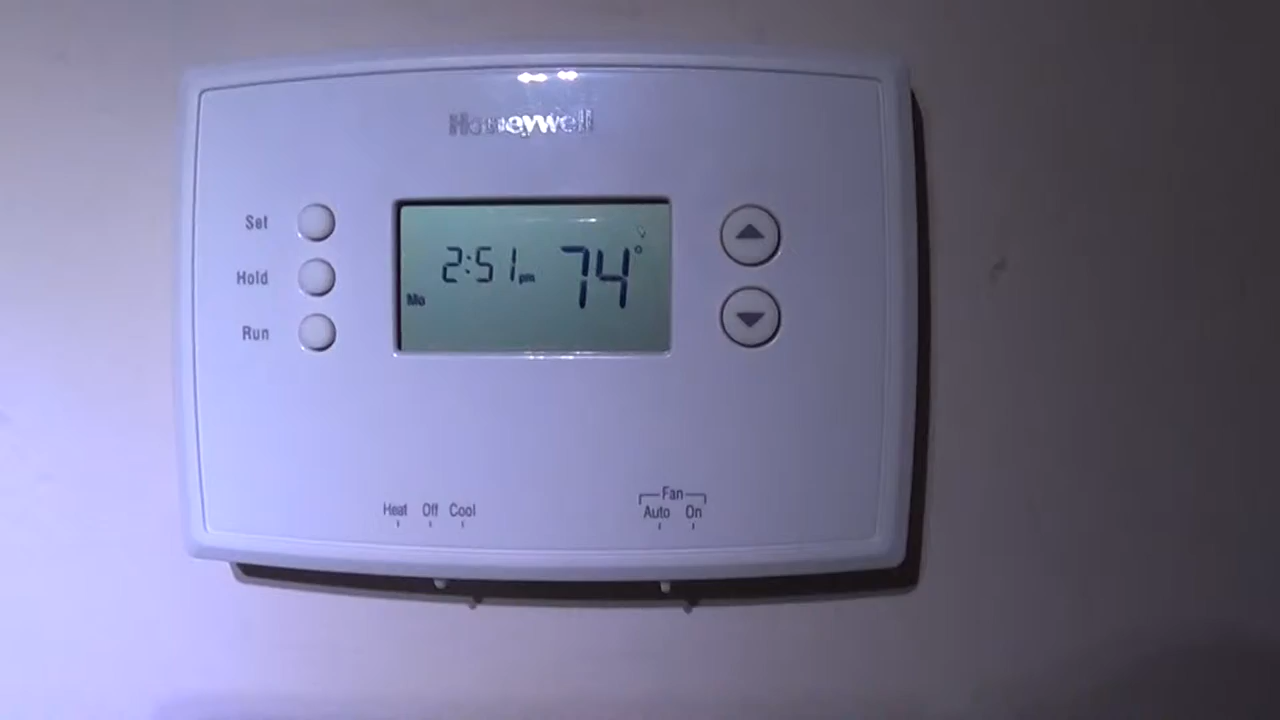 Honeywell
Set
Hold
Run
2:51 pm 74°
Mo
Heat Off Cool
Fan
Auto On